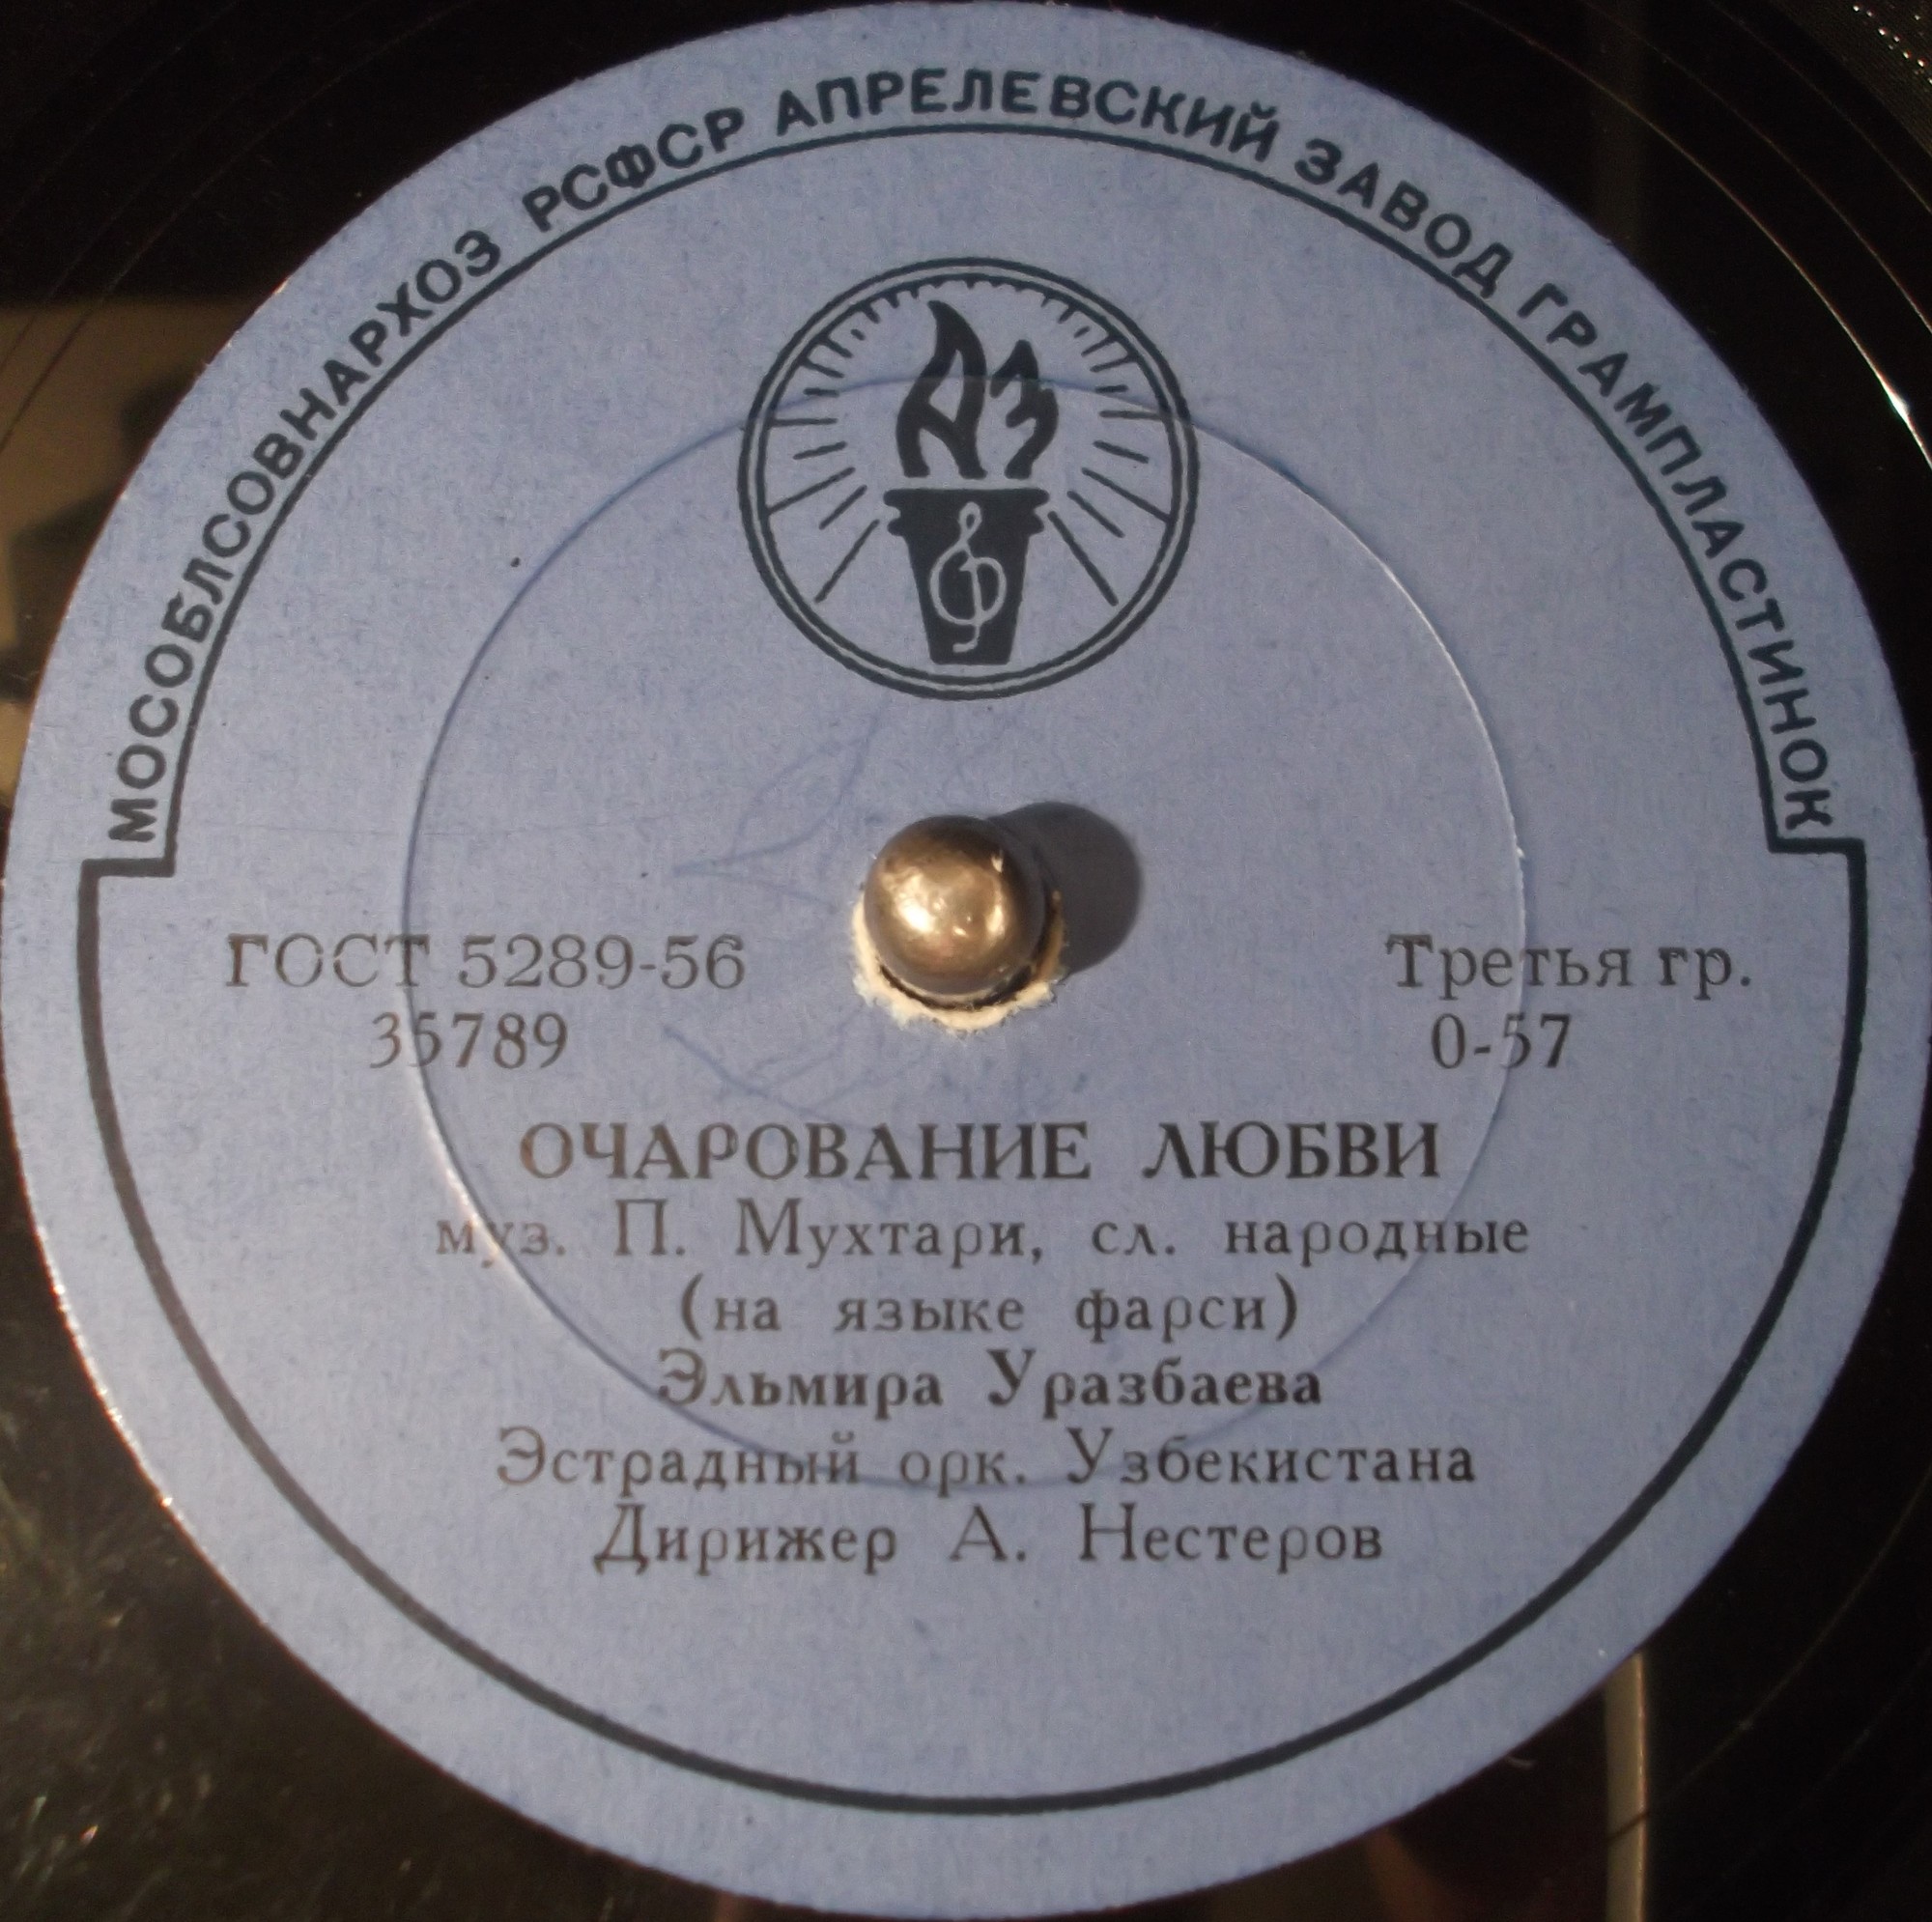 МОСОБЛСОВНАРХОЗ РСФСР АПРЕЛЕВСКИЙ ЗАВОД ГРАМПЛАСТИНОК
АЗ
ГОСТ 5289-56
35789
Третья гр.
0-57
ОЧАРОВАНИЕ ЛЮБВИ
муз. П. Мухтари, сл. народные
(на языке фарси)
Эльмира Уразбаева
Эстрадный орк. Узбекистана
Дирижер А. Нестеров